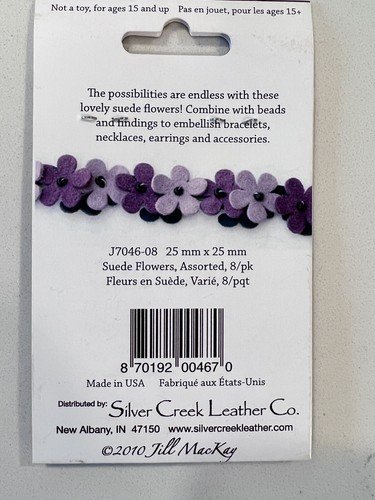 Not a toy, for ages 15 and up Pas en jouet, pour les ages 15+
The possibilities are endless with these
lovely suede flowers! Combine with beads
and findings to embellish bracelets,
necklaces, earrings and accessories.
J7046-08 25 mm x 25 mm
Suede Flowers, Assorted, 8/pk
Fleurs en Suède, Varié, 8/pqt
8 70192 00467 0
Made in USA Fabriqué aux États-Unis
Distributed by: Silver Creek Leather Co.
New Albany, IN 47150 www.silvercreekleather.com
©2010 Jill MacKay